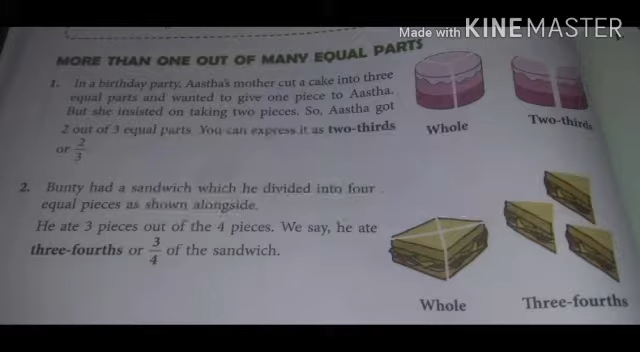 Made with KINEMASTER
MORE THAN ONE OUT OF MANY EQUAL PARTS
1. In a birthday party, Aastha's mother cut a cake into three
equal parts and wanted to give one piece to Aastha.
But she insisted on taking two pieces. So, Aastha got
2 out of 3 equal parts. You can express it as two-thirds
or 2/3
Whole
Two-thirds
2. Bunty had a sandwich which he divided into four
equal pieces as shown alongside.
He ate 3 pieces out of the 4 pieces. We say, he ate
three-fourths or 3/4 of the sandwich.
Whole
Three-fourths